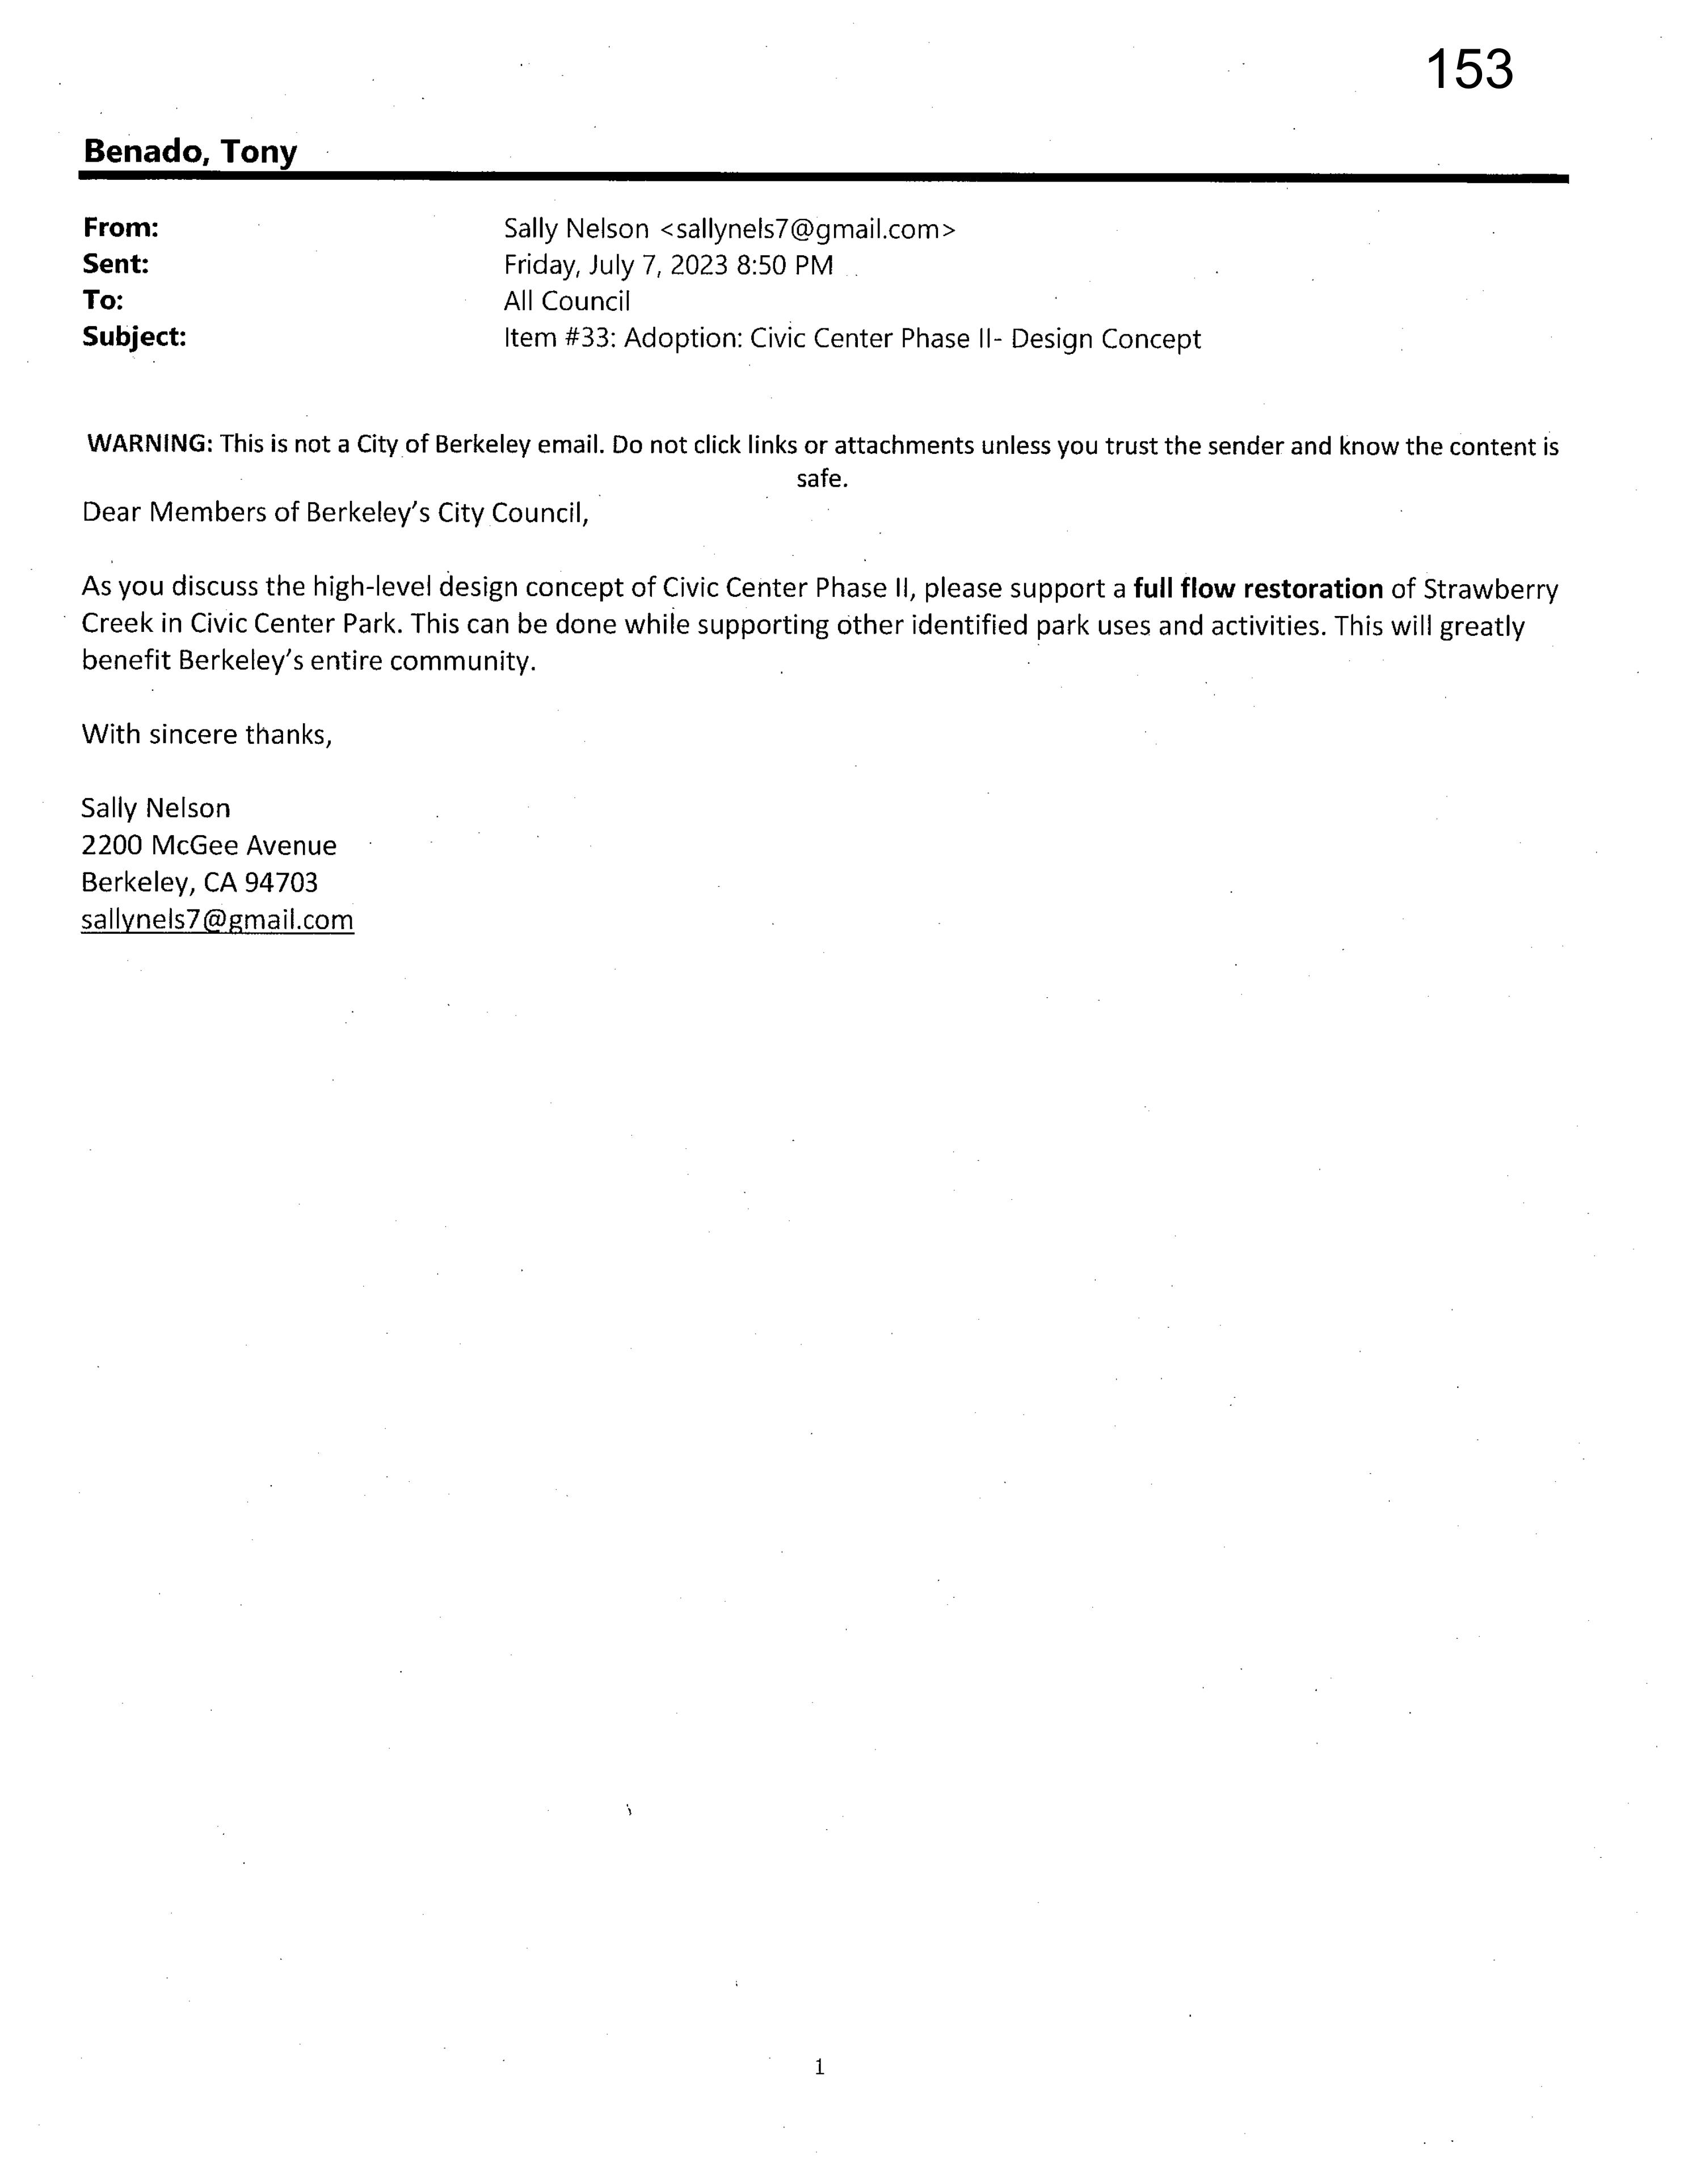 153
Benado, Tony
From: Sally Nelson <sallynels7@gmail.com>
Sent: Friday, July 7, 2023 8:50 PM
To: All Council
Subject: Item #33: Adoption: Civic Center Phase II- Design Concept
WARNING: This is not a City of Berkeley email. Do not click links or attachments unless you trust the sender and know the content is
safe.
Dear Members of Berkeley’s City Council,
As you discuss the high-level design concept of Civic Center Phase II, please support a full flow restoration of Strawberry
Creek in Civic Center Park. This can be done while supporting other identified park uses and activities. This will greatly
benefit Berkeley’s entire community.
With sincere thanks,
Sally Nelson
2200 McGee Avenue
Berkeley, CA 94703
sallynels7@gmail.com
1